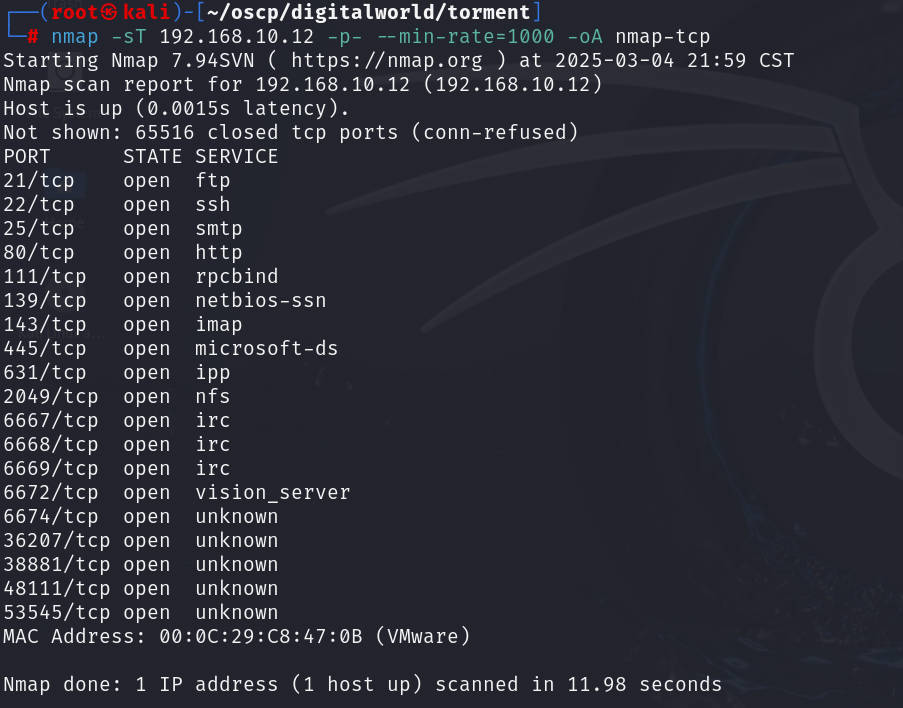 ┌──(root㉿kali)-[~/oscp/digitalworld/torment]
└─# nmap -sT 192.168.10.12 -p- --min-rate=1000 -oA nmap-tcp
Starting Nmap 7.94SVN ( https://nmap.org ) at 2025-03-04 21:59 CST
Nmap scan report for 192.168.10.12 (192.168.10.12)
Host is up (0.0015s latency).
Not shown: 65516 closed tcp ports (conn-refused)
PORT      STATE SERVICE
21/tcp    open  ftp
22/tcp    open  ssh
25/tcp    open  smtp
80/tcp    open  http
111/tcp   open  rpcbind
139/tcp   open  netbios-ssn
143/tcp   open  imap
445/tcp   open  microsoft-ds
631/tcp   open  ipp
2049/tcp  open  nfs
6667/tcp  open  irc
6668/tcp  open  irc
6669/tcp  open  irc
6672/tcp  open  vision_server
6674/tcp  open  unknown
36207/tcp open  unknown
38881/tcp open  unknown
48111/tcp open  unknown
53545/tcp open  unknown
MAC Address: 00:0C:29:C8:47:0B (VMware)

Nmap done: 1 IP address (1 host up) scanned in 11.98 seconds